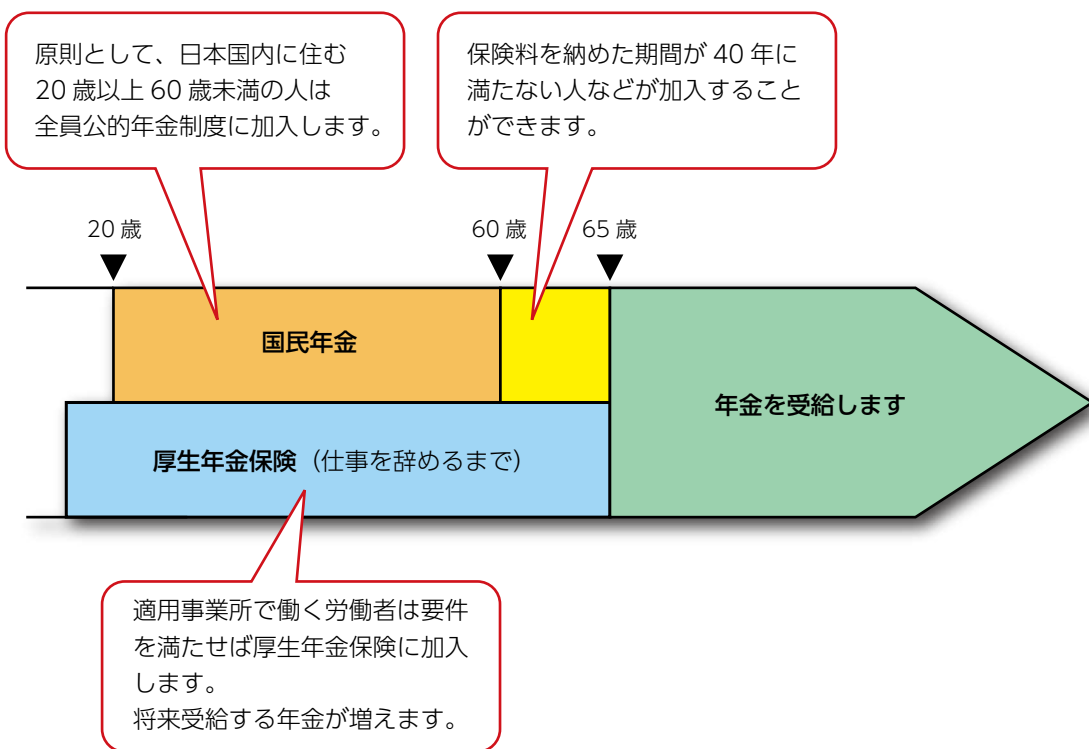 原則として、日本国内に住む
20 歳以上 60 歳未満の人は
全員公的年金制度に加入します。
保険料を納めた期間が 40 年に
満たない人などが加入すること
ができます。
20 歳
60 歳
65 歳
国民年金
年金を受給します
厚生年金保険（仕事を辞めるまで）
適用事業所で働く労働者は要件
を満たせば厚生年金保険に加入
します。
将来受給する年金が増えます。